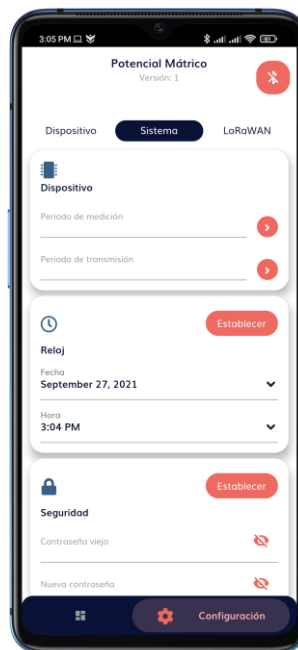 3:05 PM
Potencial Mátrico
Versión: 1
Dispositivo Sistema LoRaWAN
Dispositivo
Periodo de medición
Periodo de transmisión
Establecer
Reloj
Fecha
September 27, 2021
Hora
3:04 PM
Establecer
Seguridad
Contraseña vieja
Nueva contraseña
Configuración